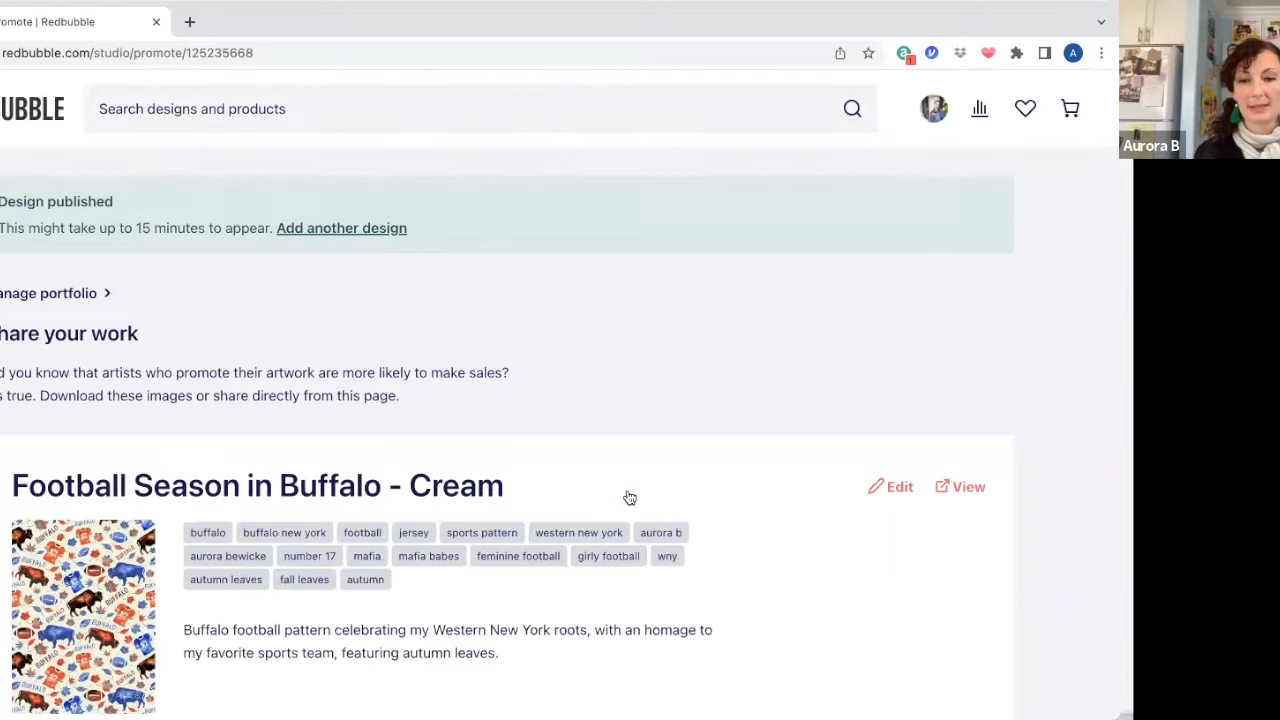 romote | Redbubble
redbubble.com/studio/promote/125235668
1
A
UBBLE
Search designs and products
Aurora B
Design published
This might take up to 15 minutes to appear. Add another design
anage portfolio
hare your work
d you know that artists who promote their artwork are more likely to make sales?
s true. Download these images or share directly from this page.
Football Season in Buffalo - Cream
Edit
View
buffalo
buffalo new york
football
jersey
sports pattern
western new york
aurora b
aurora bewicke
number 17
mafia
mafia babes
feminine football
girly football
wny
autumn leaves
fall leaves
autumn
Buffalo football pattern celebrating my Western New York roots, with an homage to
my favorite sports team, featuring autumn leaves.